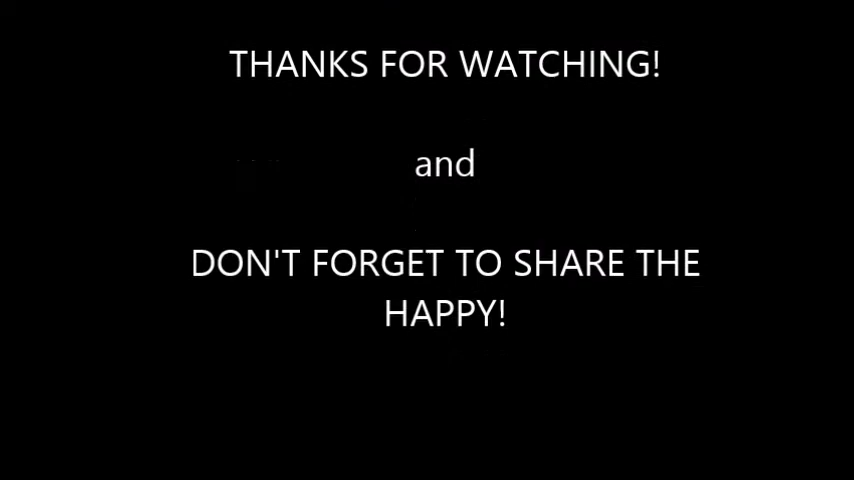 THANKS FOR WATCHING!
and
DON'T FORGET TO SHARE THE
HAPPY!